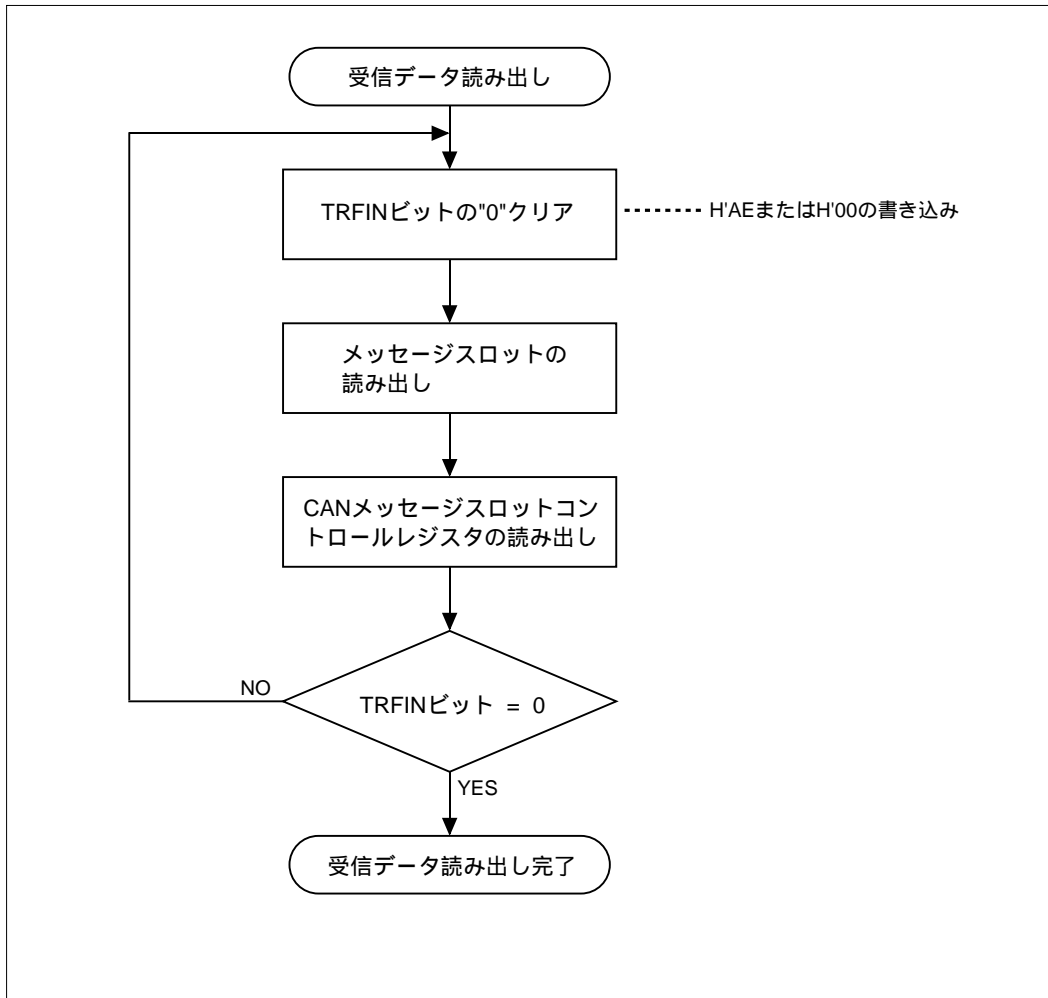 受信データ読み出し
TRFINビットの"0"クリア
H'AEまたはH'00の書き込み
メッセージスロットの
読み出し
CANメッセージスロットコン
トロールレジスタの読み出し
NO
TRFINビット = 0
YES
受信データ読み出し完了